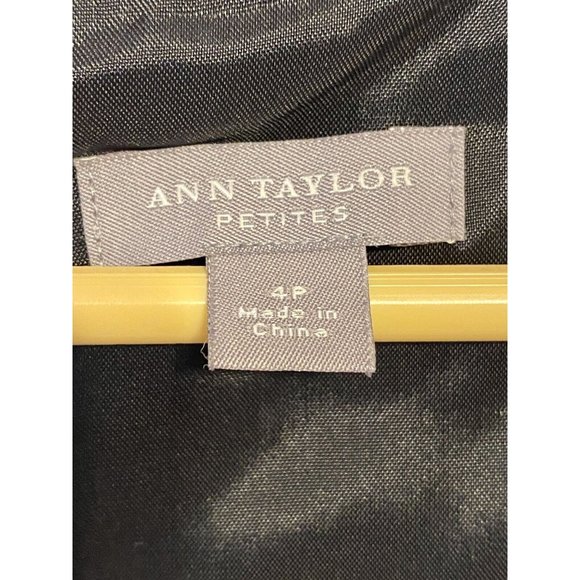 ANN TAYLOR
PETITES
4P
Made in
China